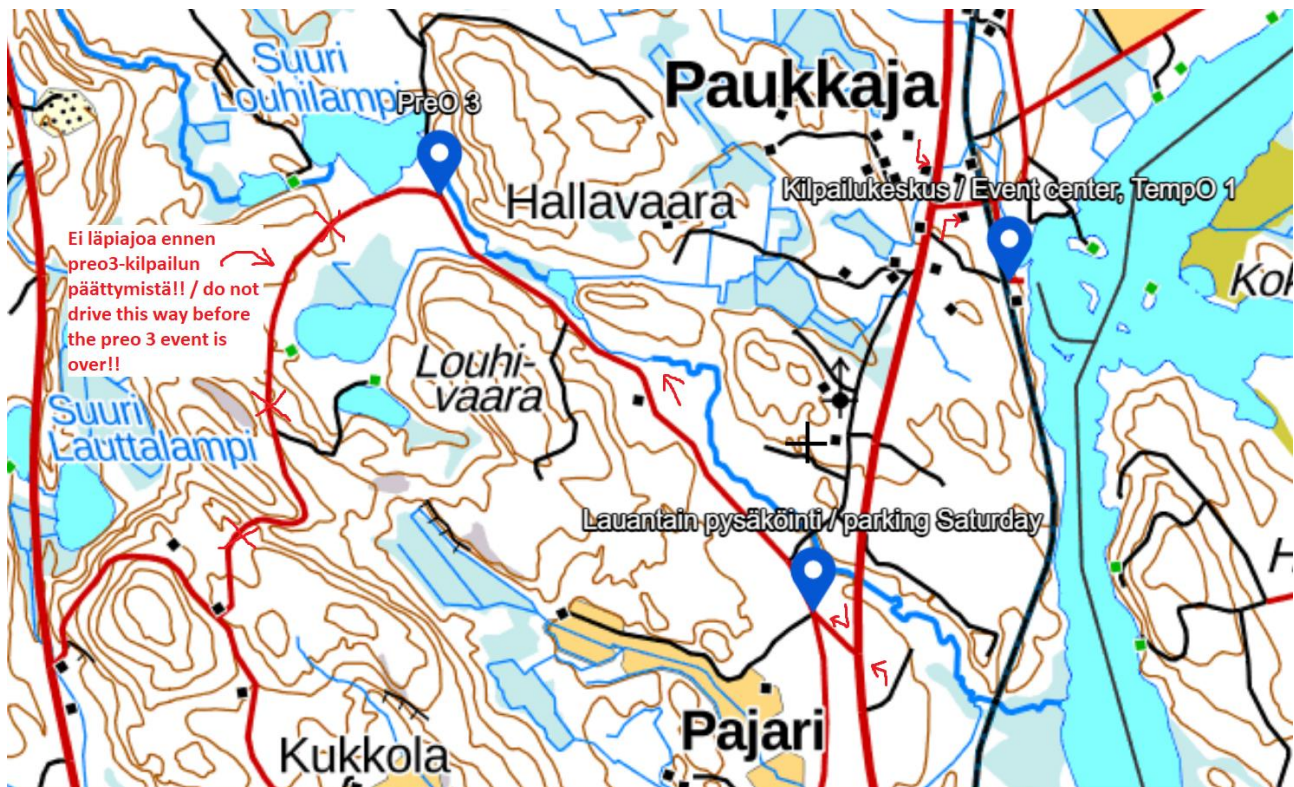 Suuri
Louhilampi
PreO 3
Paukkaja
Hallavaara
Kilpailukeskus / Event center, TempO 1
Ei läpiajoa ennen
preo3-kilpailun
päättymistä!! / do not
drive this way before
the preo 3 event is
over!!
Louhi-
vaara
Suuri
Lauttalampi
Lauantain pysäköinti / parking Saturday
Pajari
Kukkola